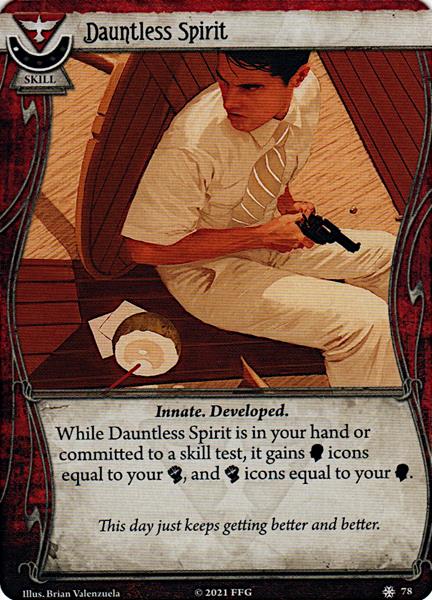 Dauntless Spirit
SKILL
Innate. Developed.
While Dauntless Spirit is in your hand or
committed to a skill test, it gains icons
equal to your , and icons equal to your .
This day just keeps getting better and better.
Illus. Brian Valenzuela © 2021 FFG 78